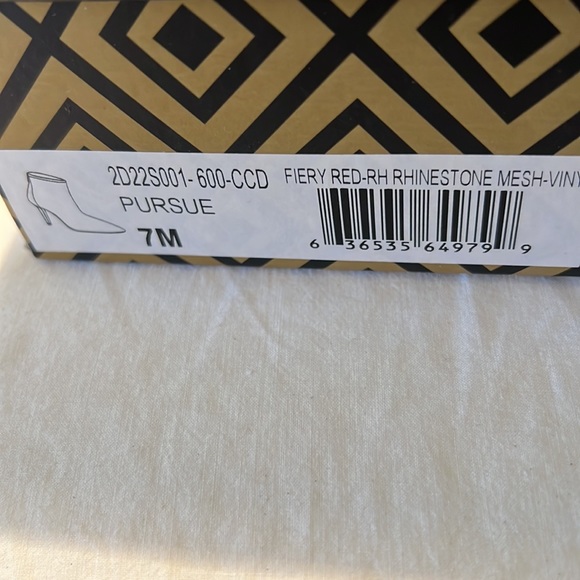 2D22S001-600-CCD FIERY RED-RH RHINESTONE MESH-VINY
PURSUE
7M
6 36535 64979 9